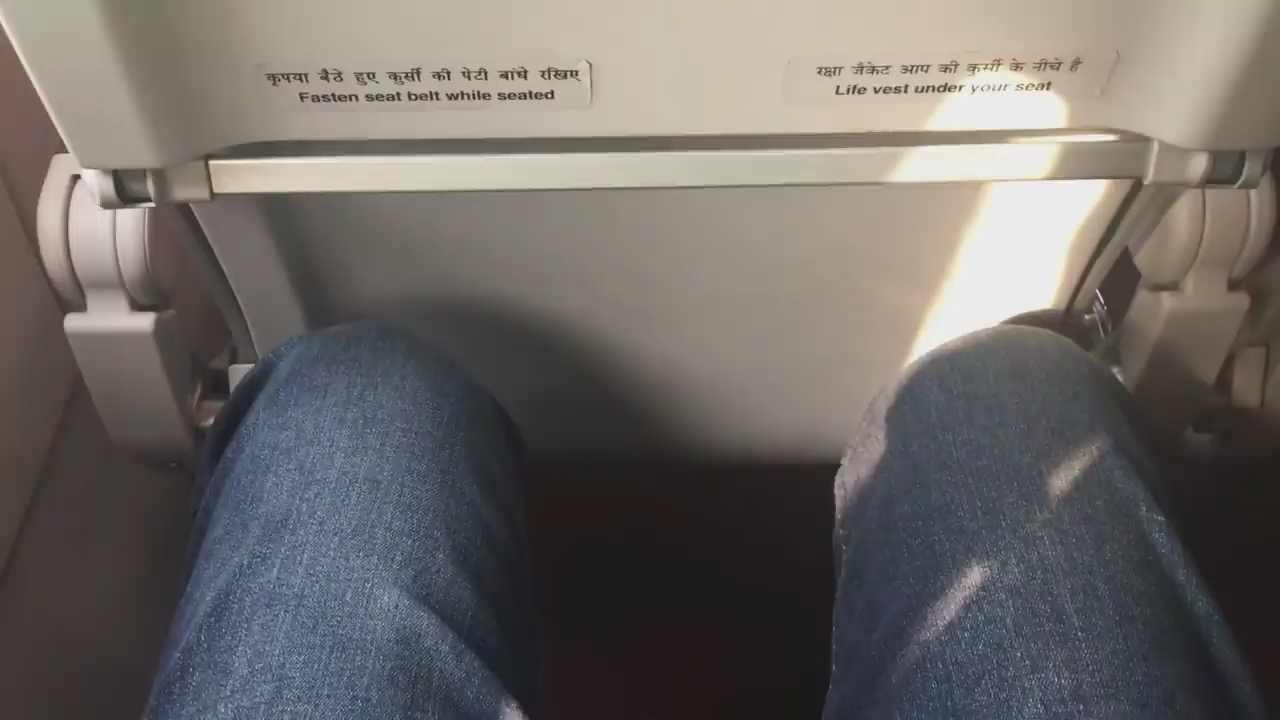 कृपया बैठे हुए कुर्सी की पेटी बांधे रखिए
Fasten seat belt while seated
रक्षा जैकेट आप की कुर्सी के नीचे है
Life vest under your seat